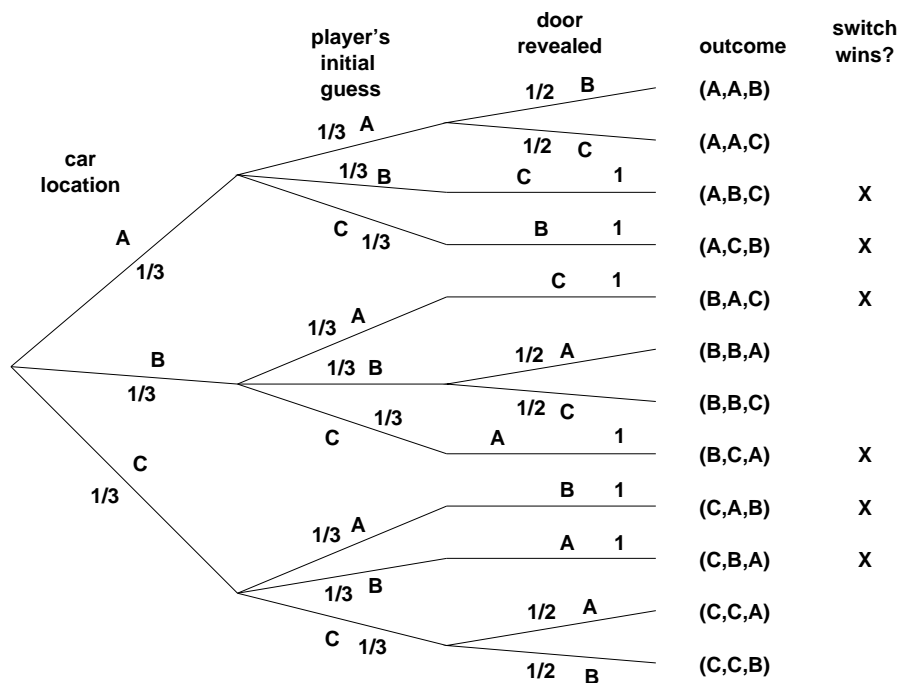 car
location
player's
initial
guess
door
revealed
outcome
switch
wins?
A
1/3
B
1/3
C
1/3
1/3 A
1/3 B
C 1/3
1/3 A
1/3 B
1/3
C
1/3 A
1/3 B
C 1/3
1/2 B
(A,A,B)
1/2 C
(A,A,C)
C 1
(A,B,C) X
B 1
(A,C,B) X
C 1
(B,A,C) X
1/2 A
(B,B,A)
1/2 C
(B,B,C)
A 1
(B,C,A) X
B 1
(C,A,B) X
A 1
(C,B,A) X
1/2 A
(C,C,A)
1/2 B
(C,C,B)